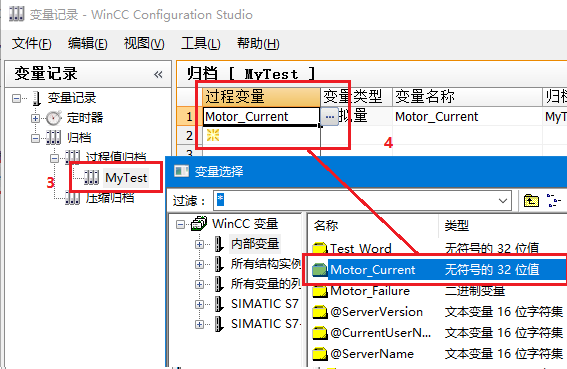 变量记录 - WinCC Configuration Studio
文件(F) 编辑(E) 视图(V) 工具(L) 帮助(H)
变量记录 «
变量记录
定时器
归档
过程值归档
3 MyTest
压缩归档
归档 [ MyTest ]
过程变量 变量类型 变量名称 归档
1 Motor_Current ... 拟量 Motor_Current MyT
2
4
变量选择
过滤： *
WinCC 变量
内部变量
所有结构实例
所有变量的列
SIMATIC S7
SIMATIC S7-
名称 类型
Test_Word 无符号的 32 位值
Motor_Current 无符号的 32 位值
Motor_Failure 二进制变量
@ServerVersion 文本变量 16 位字符集
@CurrentUserN... 文本变量 16 位字符集
@ServerName 文本变量 16 位字符集